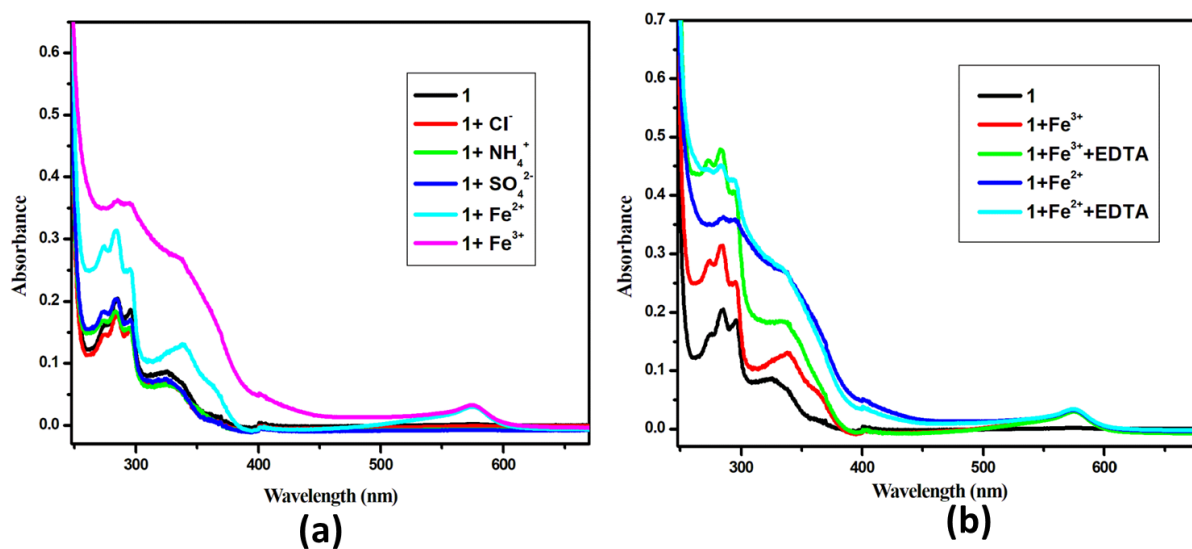 0.6
0.5
0.4
0.3
0.2
0.1
0.0
Absorbance
300
400
500
600
Wavelength (nm)
1
1+ Cl⁻
1+ NH₄⁺
1+ SO₄²⁻
1+ Fe²⁺
1+ Fe³⁺
(a)
0.7
0.6
0.5
0.4
0.3
0.2
0.1
0.0
Absorbance
300
400
500
600
Wavelength (nm)
1
1+Fe³⁺
1+Fe³⁺+EDTA
1+Fe²⁺
1+Fe²⁺+EDTA
(b)